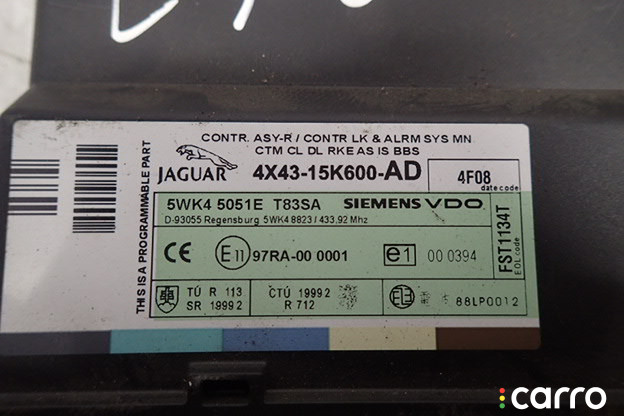 CONTR. ASY-R / CONTR LK & ALRM SYS MN
CTM CL DL RKE AS IS BBS
JAGUAR 4X43-15K600-AD
4F08
date code
THIS IS A PROGRAMMABLE PART
5WK4 5051E T83SA SIEMENS VDO
D-93055 Regensburg 5WK4 8823 / 433,92 Mhz
CE E11 97RA-00 0001 e1 00 0394
FST1134T
EOL code
TÚ R 113
SR 1999 2
CTÚ 1999 2
R 712
88LP0012
carro